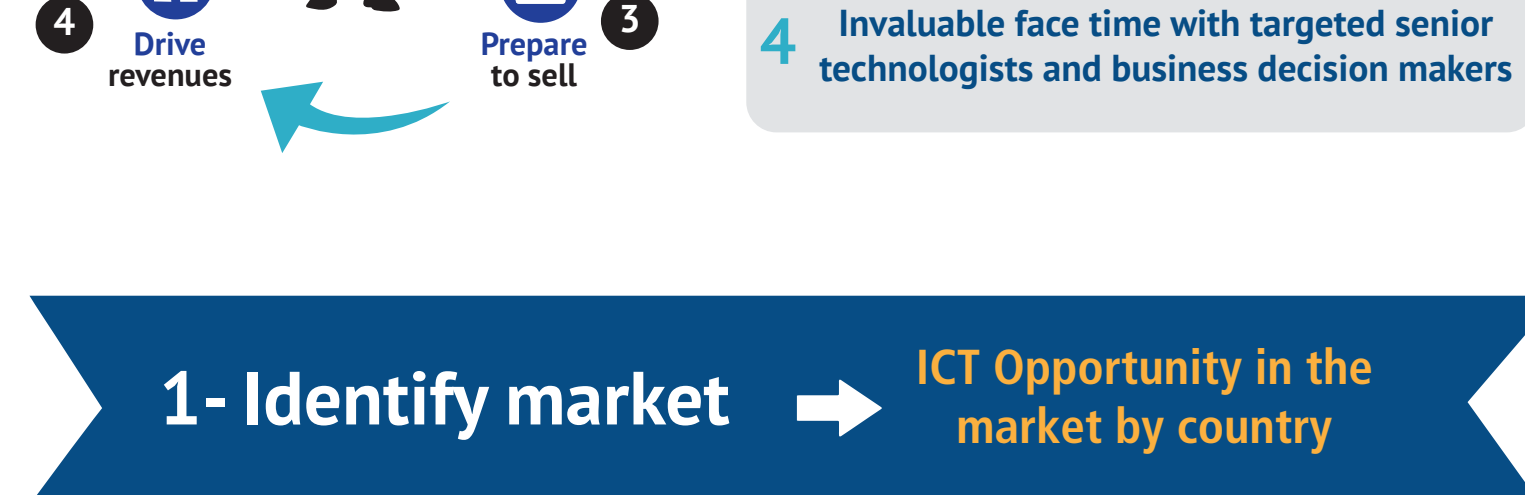 4
Drive
revenues
Prepare
to sell
3
4
Invaluable face time with targeted senior
technologists and business decision makers
1- Identify market
ICT Opportunity in the
market by country